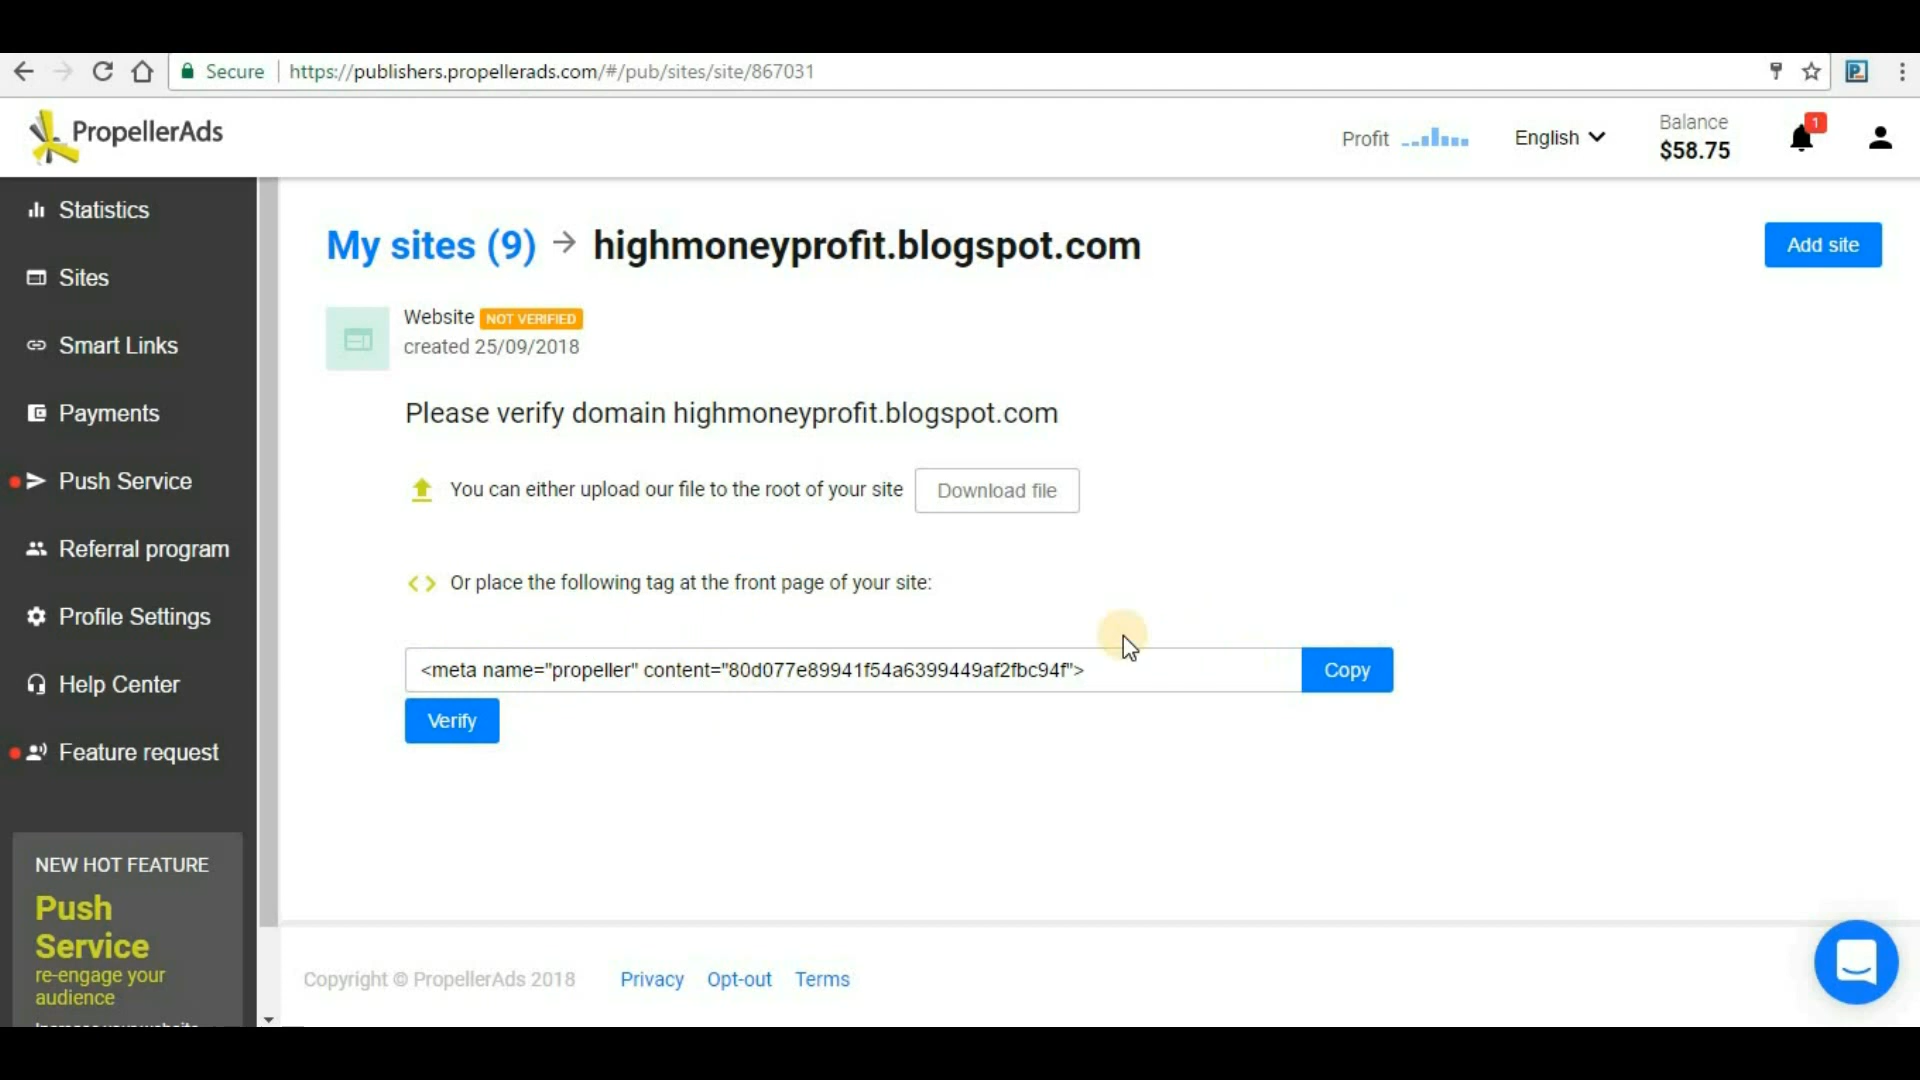 Secure
https://publishers.propellerads.com/#/pub/sites/site/867031
PropellerAds
Profit
English
Balance
$58.75
1
Statistics
Sites
Smart Links
Payments
Push Service
Referral program
Profile Settings
Help Center
Feature request
NEW HOT FEATURE
Push
Service
re-engage your
audience
My sites (9) → highmoneyprofit.blogspot.com
Add site
Website NOT VERIFIED
created 25/09/2018
Please verify domain highmoneyprofit.blogspot.com
You can either upload our file to the root of your site
Download file
Or place the following tag at the front page of your site:
<meta name="propeller" content="80d077e89941f54a6399449af2fbc94f">
Copy
Verify
Copyright © PropellerAds 2018
Privacy
Opt-out
Terms